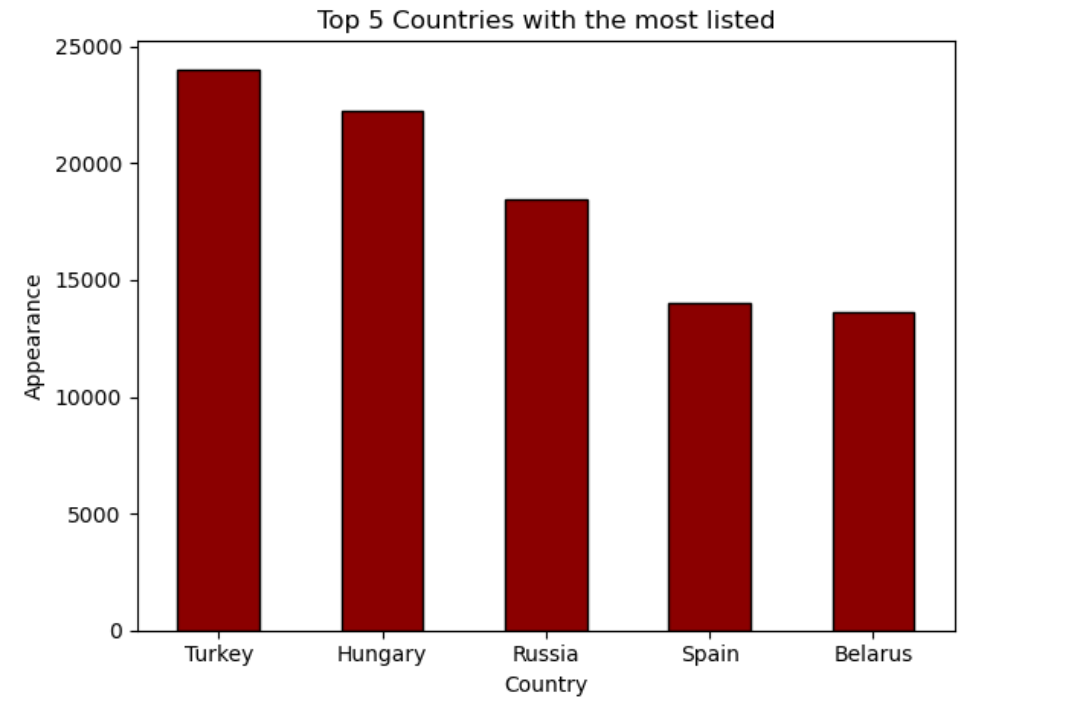 Top 5 Countries with the most listed
25000
20000
15000
10000
5000
0
Appearance
Turkey Hungary Russia Spain Belarus
Country